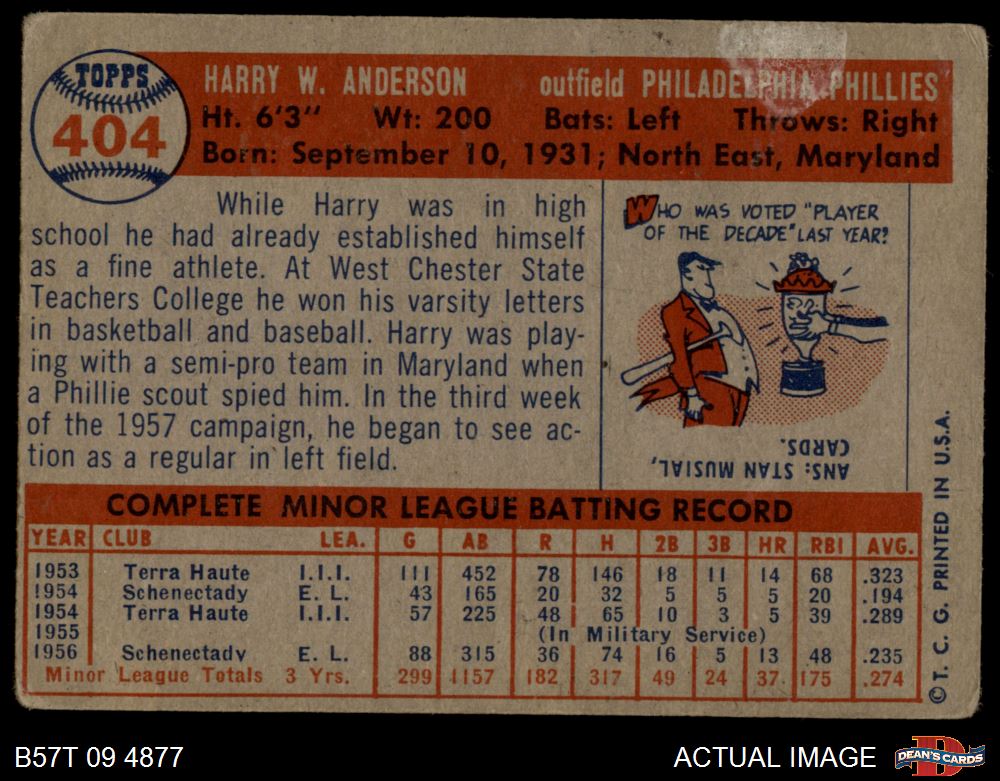 TOPPS
404
HARRY W. ANDERSON outfield PHILADELPHIA PHILLIES
Ht. 6'3" Wt: 200 Bats: Left Throws: Right
Born: September 10, 1931; North East, Maryland
While Harry was in high
school he had already established himself
as a fine athlete. At West Chester State
Teachers College he won his varsity letters
in basketball and baseball. Harry was play-
ing with a semi-pro team in Maryland when
a Phillie scout spied him. In the third week
of the 1957 campaign, he began to see ac-
tion as a regular in left field.
WHO WAS VOTED "PLAYER
OF THE DECADE" LAST YEAR?
ANS: STAN MUSIAL,
CARDS.
COMPLETE MINOR LEAGUE BATTING RECORD
YEAR CLUB LEA. G AB R H 2B 3B HR RBI AVG.
1953 Terra Haute I.I.I. 111 452 78 146 18 11 14 68 .323
1954 Schenectady E. L. 43 165 20 32 5 5 5 20 .194
1954 Terra Haute I.I.I. 57 225 48 65 10 3 5 39 .289
1955 (In Military Service)
1956 Schenectady E. L. 88 315 36 74 16 5 13 48 .235
Minor League Totals 3 Yrs. 299 1157 182 317 49 24 37 175 .274
© T. C. G. PRINTED IN U.S.A.
B57T 09 4877
ACTUAL IMAGE
DEAN'S CARDS